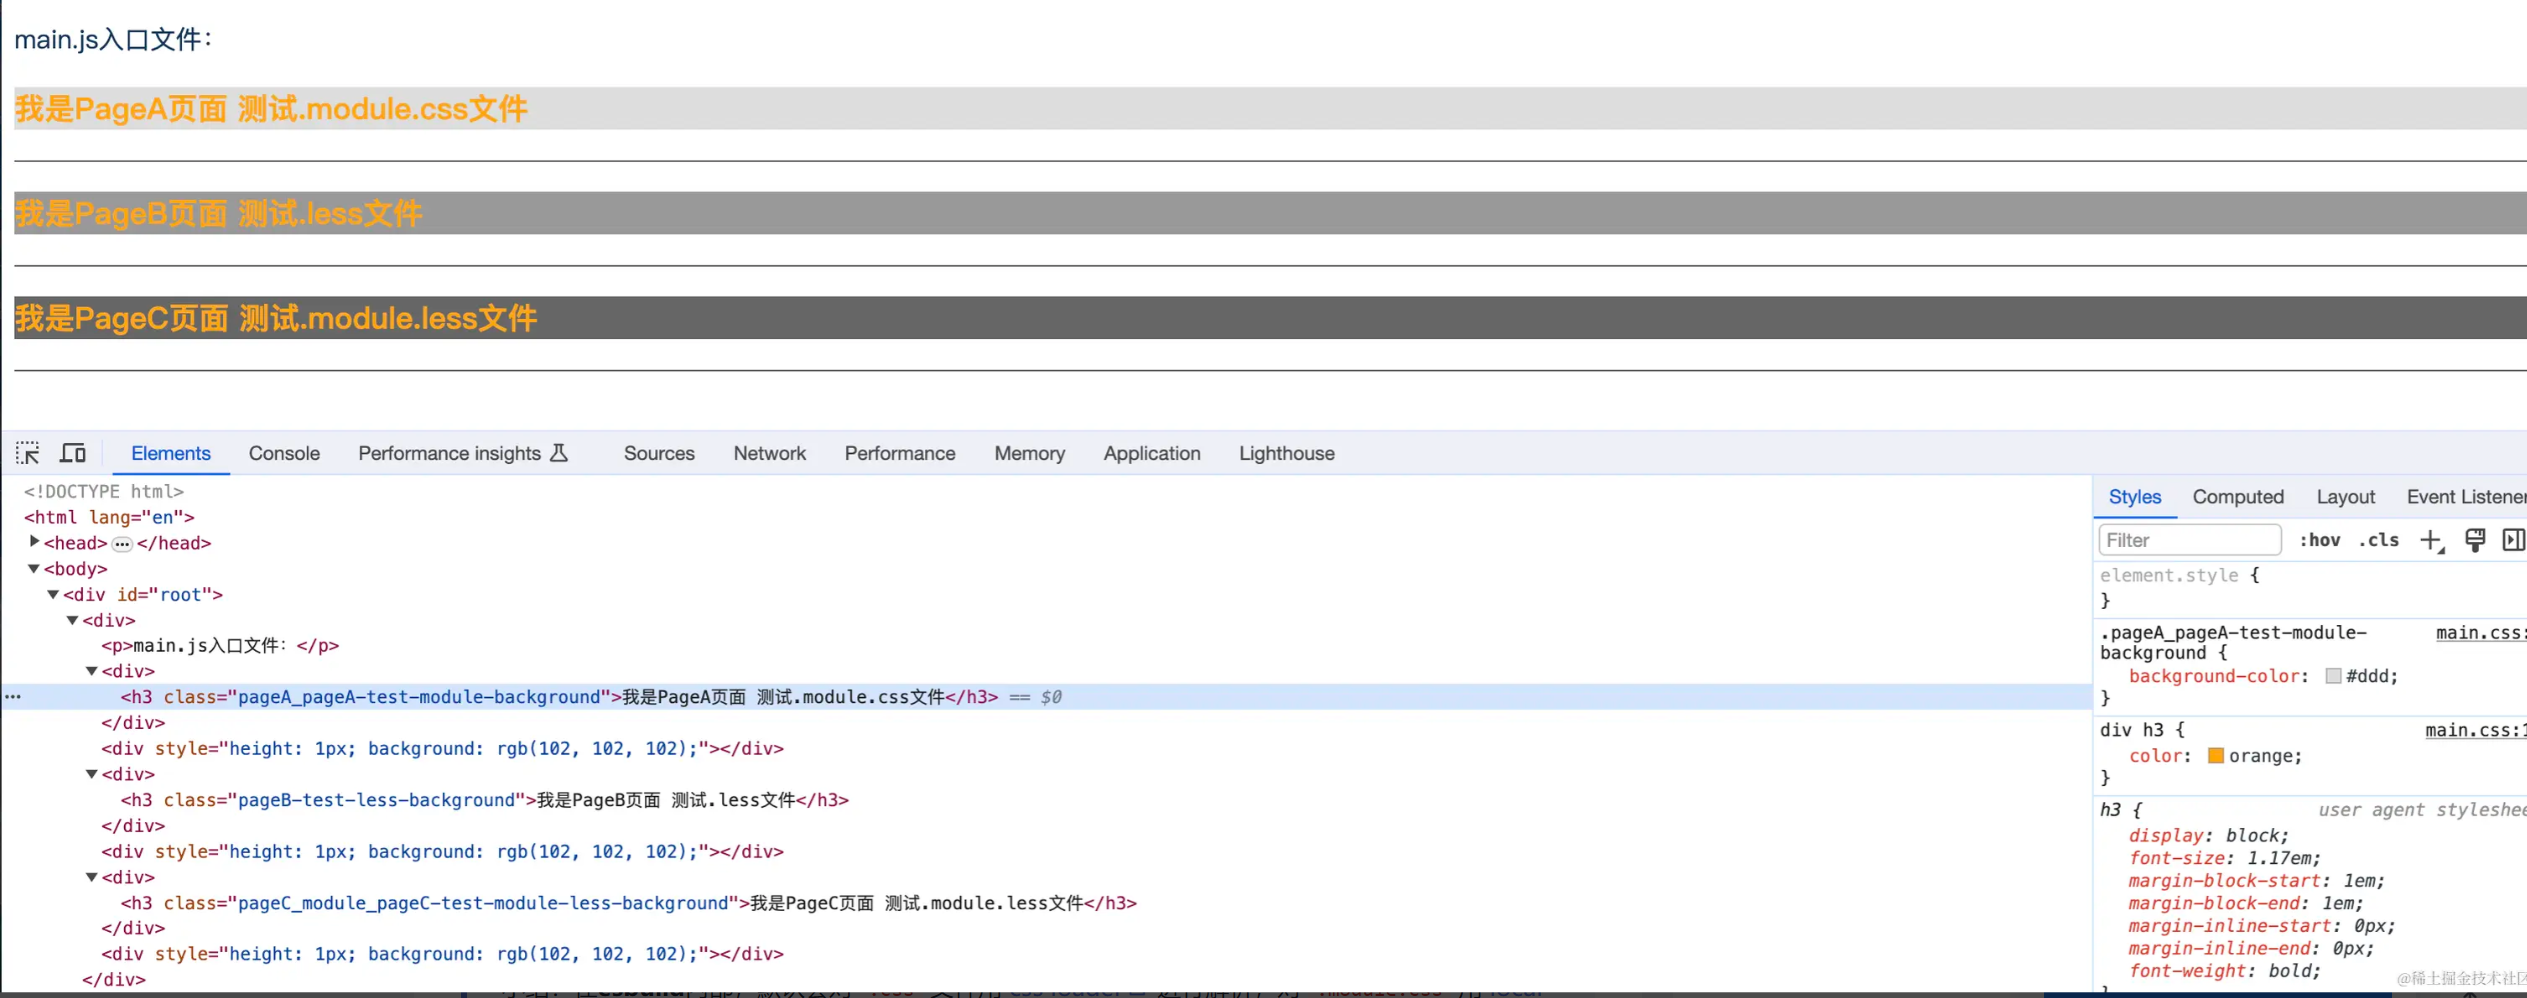 main.js入口文件：
我是PageA页面 测试.module.css文件
我是PageB页面 测试.less文件
我是PageC页面 测试.module.less文件
Elements Console Performance insights Sources Network Performance Memory Application Lighthouse
<!DOCTYPE html>
<html lang="en">
<head> … </head>
<body>
<div id="root">
<div>
<p>main.js入口文件：</p>
<div>
<h3 class="pageA_pageA-test-module-background">我是PageA页面 测试.module.css文件</h3> == $0
</div>
<div style="height: 1px; background: rgb(102, 102, 102);"></div>
<div>
<h3 class="pageB-test-less-background">我是PageB页面 测试.less文件</h3>
</div>
<div style="height: 1px; background: rgb(102, 102, 102);"></div>
<div>
<h3 class="pageC_module_pageC-test-module-less-background">我是PageC页面 测试.module.less文件</h3>
</div>
<div style="height: 1px; background: rgb(102, 102, 102);"></div>
</div>
Styles Computed Layout Event Listener
Filter :hov .cls
element.style {
}
.pageA_pageA-test-module- main.css:
background {
background-color: #ddd;
}
div h3 { main.css:1
color: orange;
}
h3 { user agent styleshee
display: block;
font-size: 1.17em;
margin-block-start: 1em;
margin-block-end: 1em;
margin-inline-start: 0px;
margin-inline-end: 0px;
font-weight: bold;
@稀土掘金技术社区